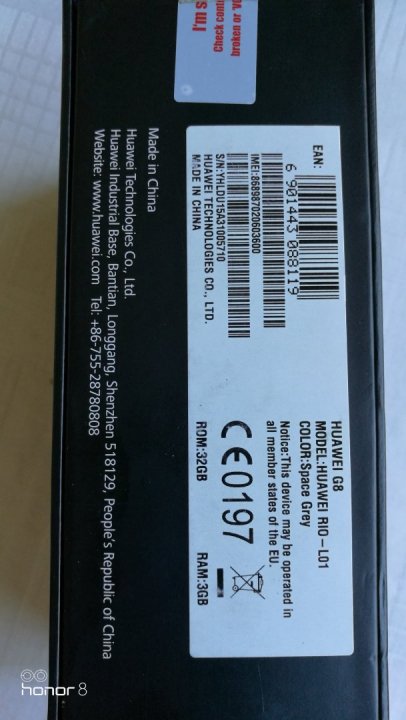 I'm s
check conte
broken or v
EAN:
6 901443 088119
HUAWEI G8
MODEL:HUAWEI RIO-L01
COLOR:Space Grey
Notice:This device may be operated in
all member states of the EU.
IMEI:868987020603600
S/N:YHLDU15A31005710
HUAWEI TECHNOLOGIES CO., LTD.
MADE IN CHINA
CE0197
ROM:32GB RAM:3GB
Made in China
Huawei Technologies Co., Ltd.
Huawei Industrial Base, Bantian, Longgang, Shenzhen 518129, People's Republic of China
Website: www.huawei.com Tel: +86-755-28780808
honor 8